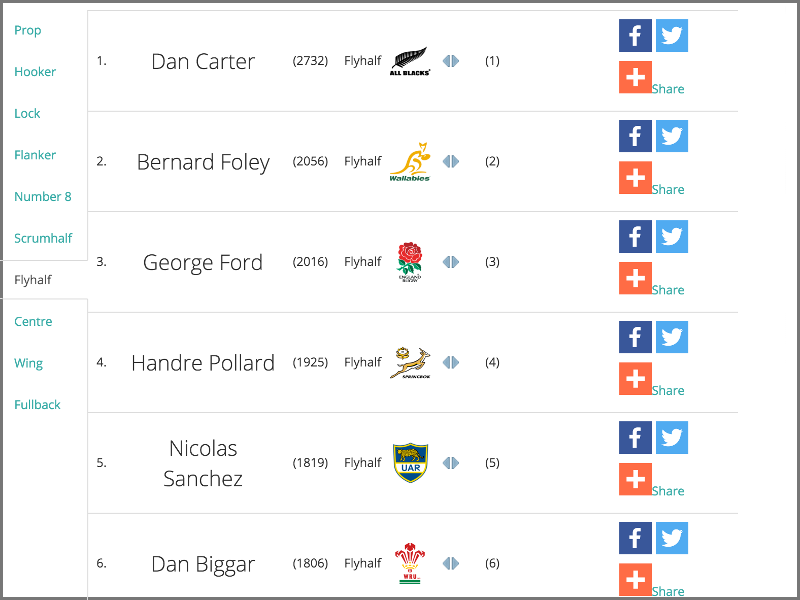 Prop
Hooker
Lock
Flanker
Number 8
Scrumhalf
Flyhalf
Centre
Wing
Fullback
1. Dan Carter (2732) Flyhalf ALL BLACKS (1)
Share
2. Bernard Foley (2056) Flyhalf Wallabies (2)
Share
3. George Ford (2016) Flyhalf ENGLAND RUGBY (3)
Share
4. Handre Pollard (1925) Flyhalf SPRINGBOK (4)
Share
5. Nicolas Sanchez (1819) Flyhalf UAR (5)
Share
6. Dan Biggar (1806) Flyhalf WRU (6)
Share